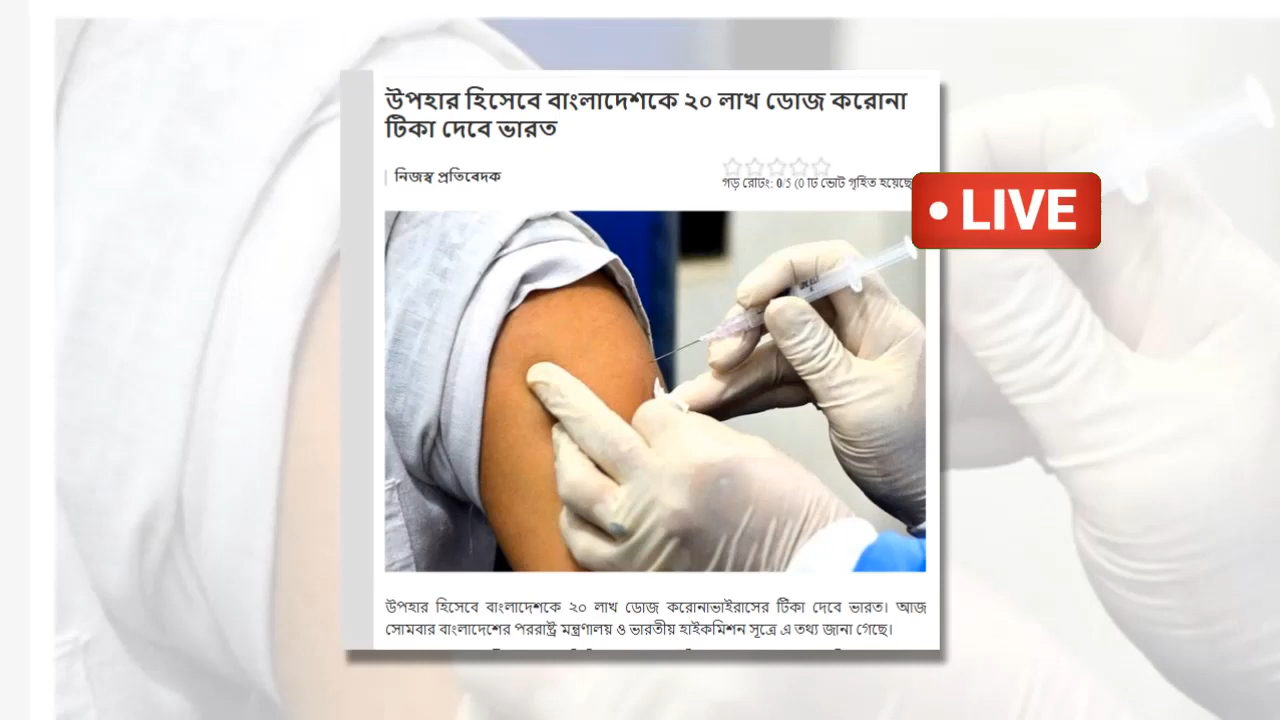 উপহার হিসেবে বাংলাদেশকে ২০ লাখ ডোজ করোনা
টিকা দেবে ভারত
নিজস্ব প্রতিবেদক
গড় রেটিং: 0/5 (0 টি ভোট গৃহিত হয়েছে
LIVE
উপহার হিসেবে বাংলাদেশকে ২০ লাখ ডোজ করোনাভাইরাসের টিকা দেবে ভারত। আজ
সোমবার বাংলাদেশের পররাষ্ট্র মন্ত্রণালয় ও ভারতীয় হাইকমিশন সূত্রে এ তথ্য জানা গেছে।